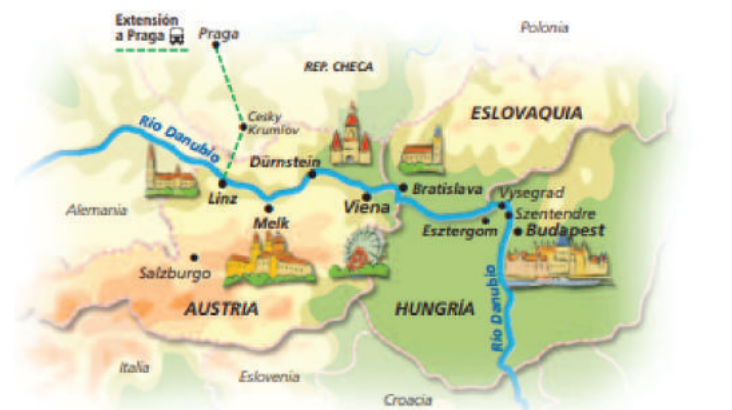 Extensión
a Praga
Praga
Polonia
REP. CHECA
ESLOVAQUIA
Cesky
Krumlov
Río Danubio
Dürnstein
Linz
Bratislava
Vysegrad
Viena
Alemania
Melk
Szentendre
Esztergom
Budapest
Salzburgo
Río Danubio
AUSTRIA
HUNGRÍA
Italia
Eslovenia
Croacia